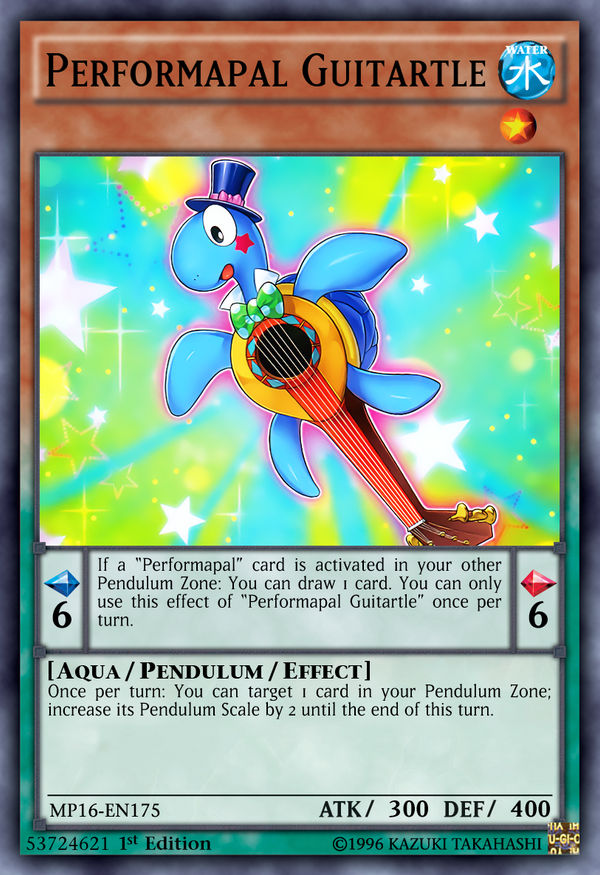 PERFORMAPAL GUITARTLE
WATER
水
If a "Performapal" card is activated in your other
Pendulum Zone: You can draw 1 card. You can only
use this effect of "Performapal Guitartle" once per
turn.
6
6
[AQUA / PENDULUM / EFFECT]
Once per turn: You can target 1 card in your Pendulum Zone;
increase its Pendulum Scale by 2 until the end of this turn.
MP16-EN175
ATK/ 300 DEF/ 400
53724621 1st Edition
©1996 KAZUKI TAKAHASHI